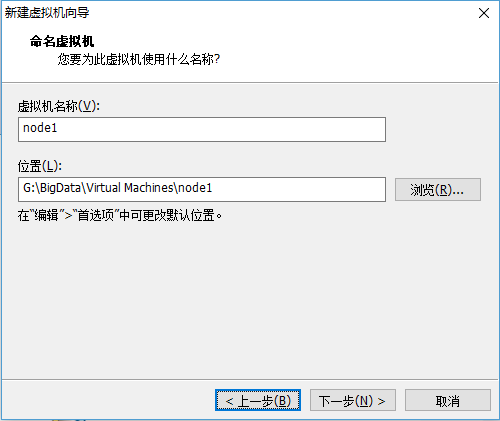 新建虚拟机向导
命名虚拟机
您要为此虚拟机使用什么名称?
虚拟机名称(V):
node1
位置(L):
G:\BigData\Virtual Machines\node1
浏览(R)...
在“编辑”>“首选项”中可更改默认位置。
< 上一步(B)
下一步(N) >
取消